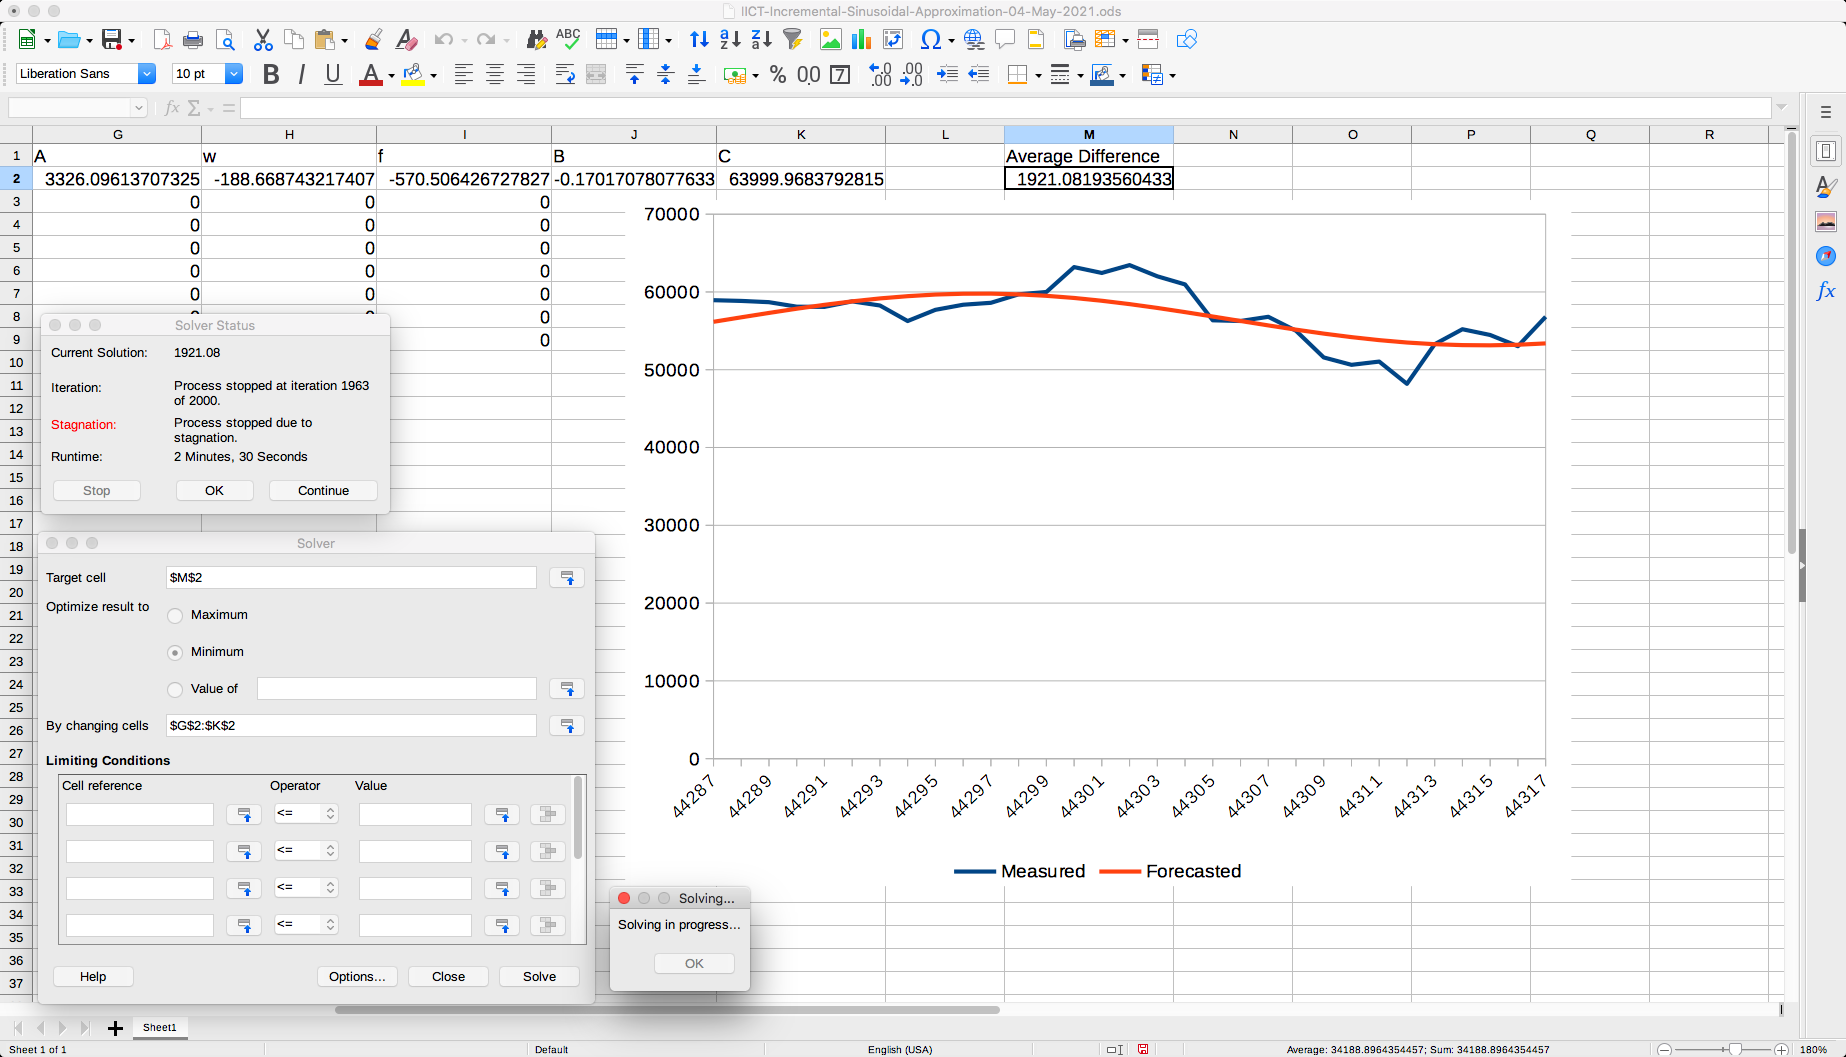 IICT-Incremental-Sinusoidal-Approximation-04-May-2021.ods
Liberation Sans 10 pt
G H I J K L M N O P Q R
1 A w f B C Average Difference
2 3326.09613707325 -188.668743217407 -570.506426727827 -0.17017078077633 63999.9683792815 1921.08193560433
3 0 0 0
4 0 0 0
5 0 0 0
6 0 0 0
7 0 0 0
8 0
9 0
10
11
12
13
14
15
16
17
18
19
20
21
22
23
24
25
26
27
28
29
30
31
32
33
34
35
36
37
Solver Status
Current Solution: 1921.08
Iteration: Process stopped at iteration 1963
of 2000.
Stagnation: Process stopped due to
stagnation.
Runtime: 2 Minutes, 30 Seconds
Stop OK Continue
Solver
Target cell $M$2
Optimize result to
Maximum
Minimum
Value of
By changing cells $G$2:$K$2
Limiting Conditions
Cell reference Operator Value
<=
<=
<=
<=
Help Options... Close Solve
70000
60000
50000
40000
30000
20000
10000
0
44287 44289 44291 44293 44295 44297 44299 44301 44303 44305 44307 44309 44311 44313 44315 44317
Measured Forecasted
Solving...
Solving in progress...
OK
Sheet1
Sheet 1 of 1 Default English (USA) Average: 34188.8964354457; Sum: 34188.8964354457 180%